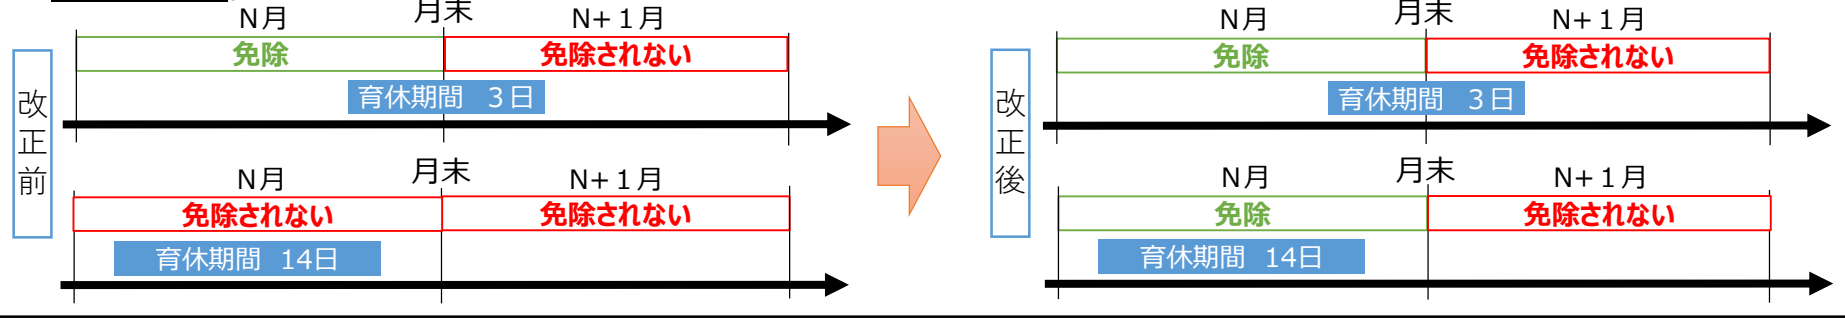 改正前
N月 月末 N+１月
免除 免除されない
育休期間 ３日
N月 月末 N+１月
免除されない 免除されない
育休期間 14日
改正後
N月 月末 N+１月
免除 免除されない
育休期間 ３日
N月 月末 N+１月
免除 免除されない
育休期間 14日